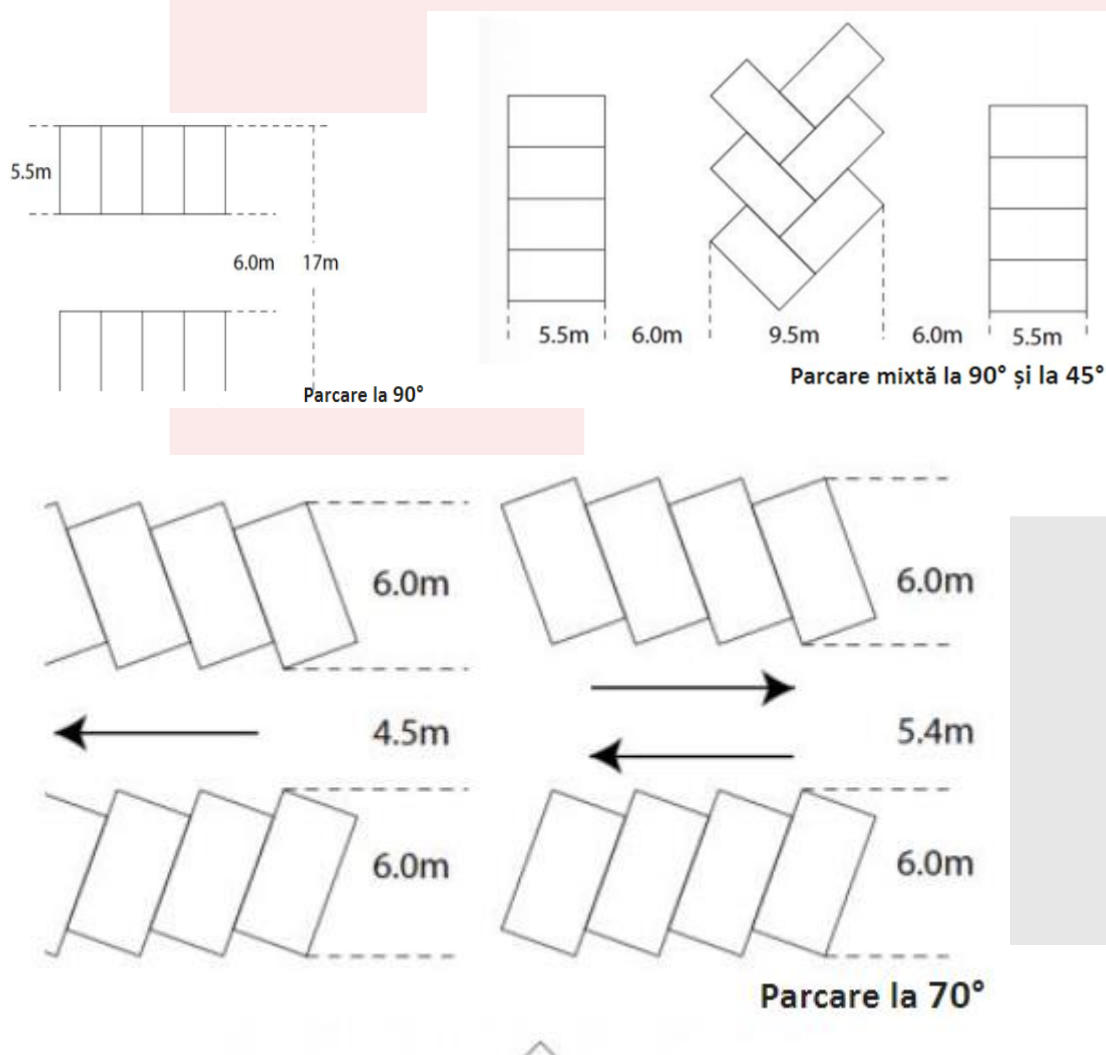 5.5m
6.0m 17m
Parcare la 90°
5.5m 6.0m 9.5m 6.0m 5.5m
Parcare mixtă la 90° și la 45°
6.0m
4.5m
6.0m
6.0m
5.4m
6.0m
Parcare la 70°